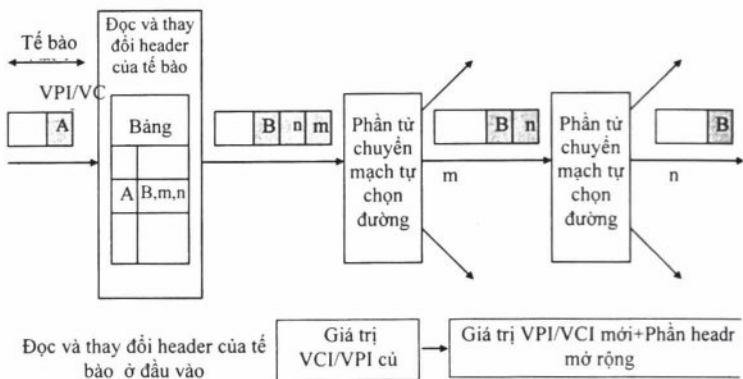 Đọc và thay
đổi header
của tế bào
Tế bào
VPI/VC
A
Bảng
A B,m,n
B n m
Phần tử
chuyển
mạch tự
chọn
đường
B n
m
Phần tử
chuyển
mạch tự
chọn
đường
B
n
Đọc và thay đổi header của tế
bào ở đầu vào
Giá trị
VCI/VPI củ
Giá trị VPI/VCI mới+Phần headr
mở rộng